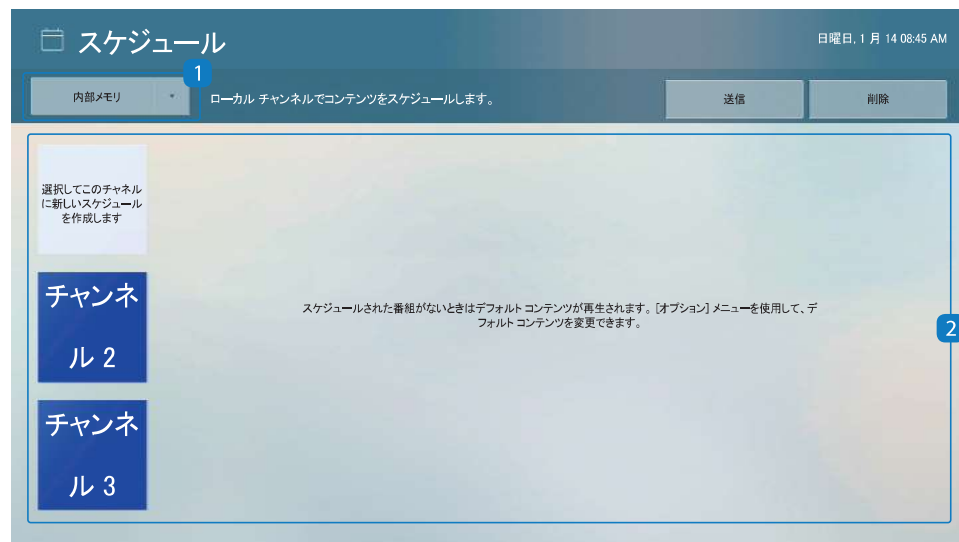 スケジュール
日曜日, 1 月 14 08:45 AM
1
内部メモリ
ローカル チャンネルでコンテンツをスケジュールします。
送信
削除
選択してこのチャネル
に新しいスケジュール
を作成します
チャンネ
ル 2
スケジュールされた番組がないときはデフォルト コンテンツが再生されます。[オプション] メニューを使用して、デ
フォルト コンテンツを変更できます。
2
チャンネ
ル 3